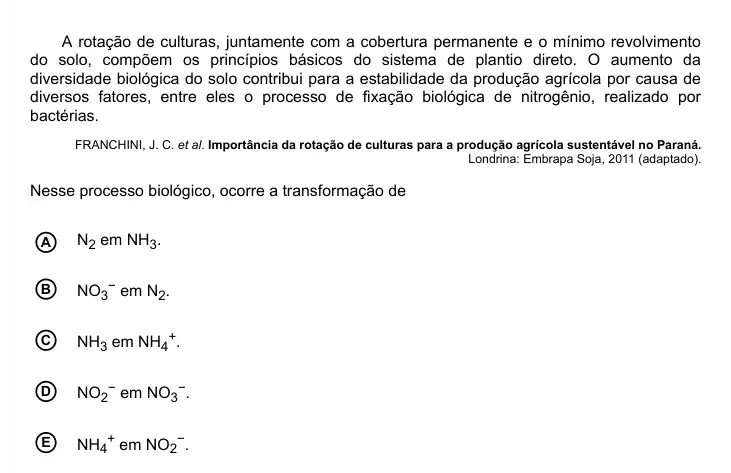 A rotação de culturas, juntamente com a cobertura permanente e o mínimo revolvimento
do solo, compõem os princípios básicos do sistema de plantio direto. O aumento da
diversidade biológica do solo contribui para a estabilidade da produção agrícola por causa de
diversos fatores, entre eles o processo de fixação biológica de nitrogênio, realizado por
bactérias.
FRANCHINI, J. C. et al. Importância da rotação de culturas para a produção agrícola sustentável no Paraná.
Londrina: Embrapa Soja, 2011 (adaptado).
Nesse processo biológico, ocorre a transformação de
A N₂ em NH₃.
B NO₃⁻ em N₂.
C NH₃ em NH₄⁺.
D NO₂⁻ em NO₃⁻.
E NH₄⁺ em NO₂⁻.